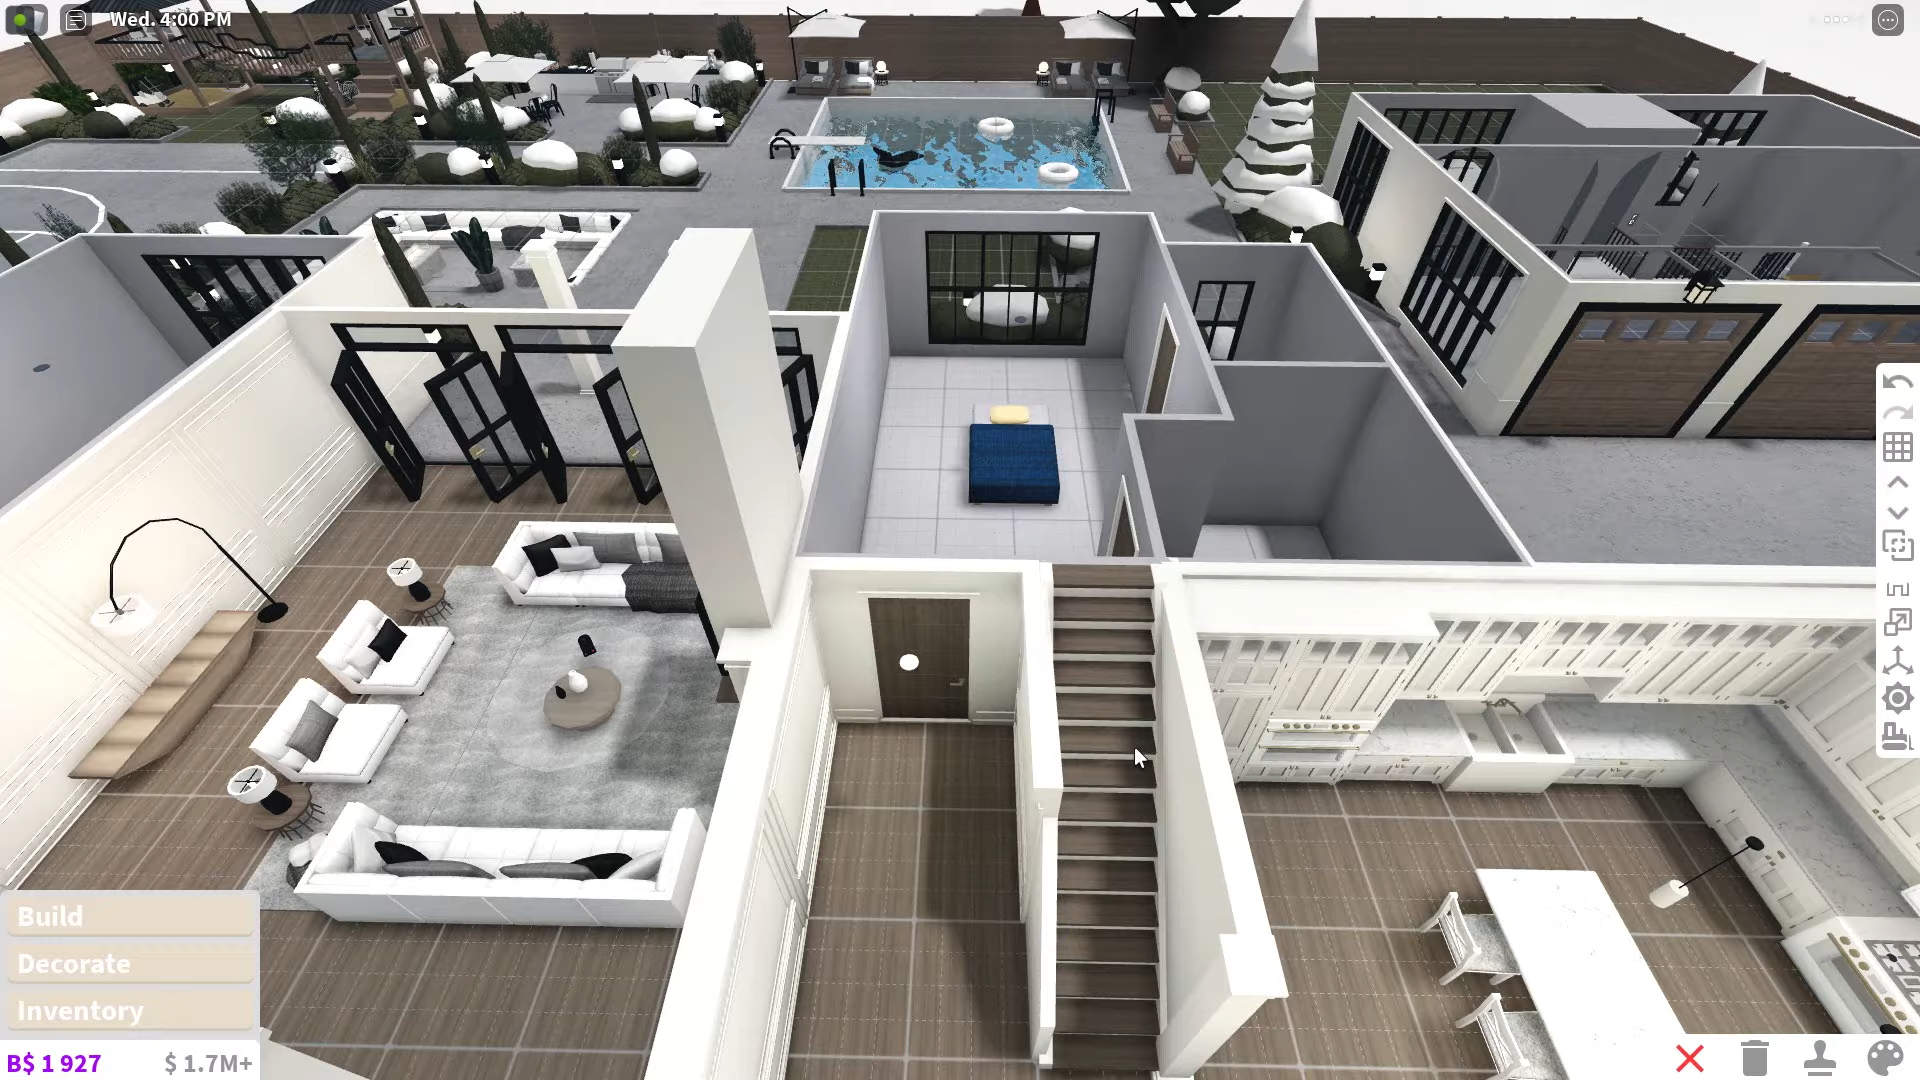 Wed. 4:00 PM
Build
Decorate
Inventory
B$ 1 927
$ 1.7M+